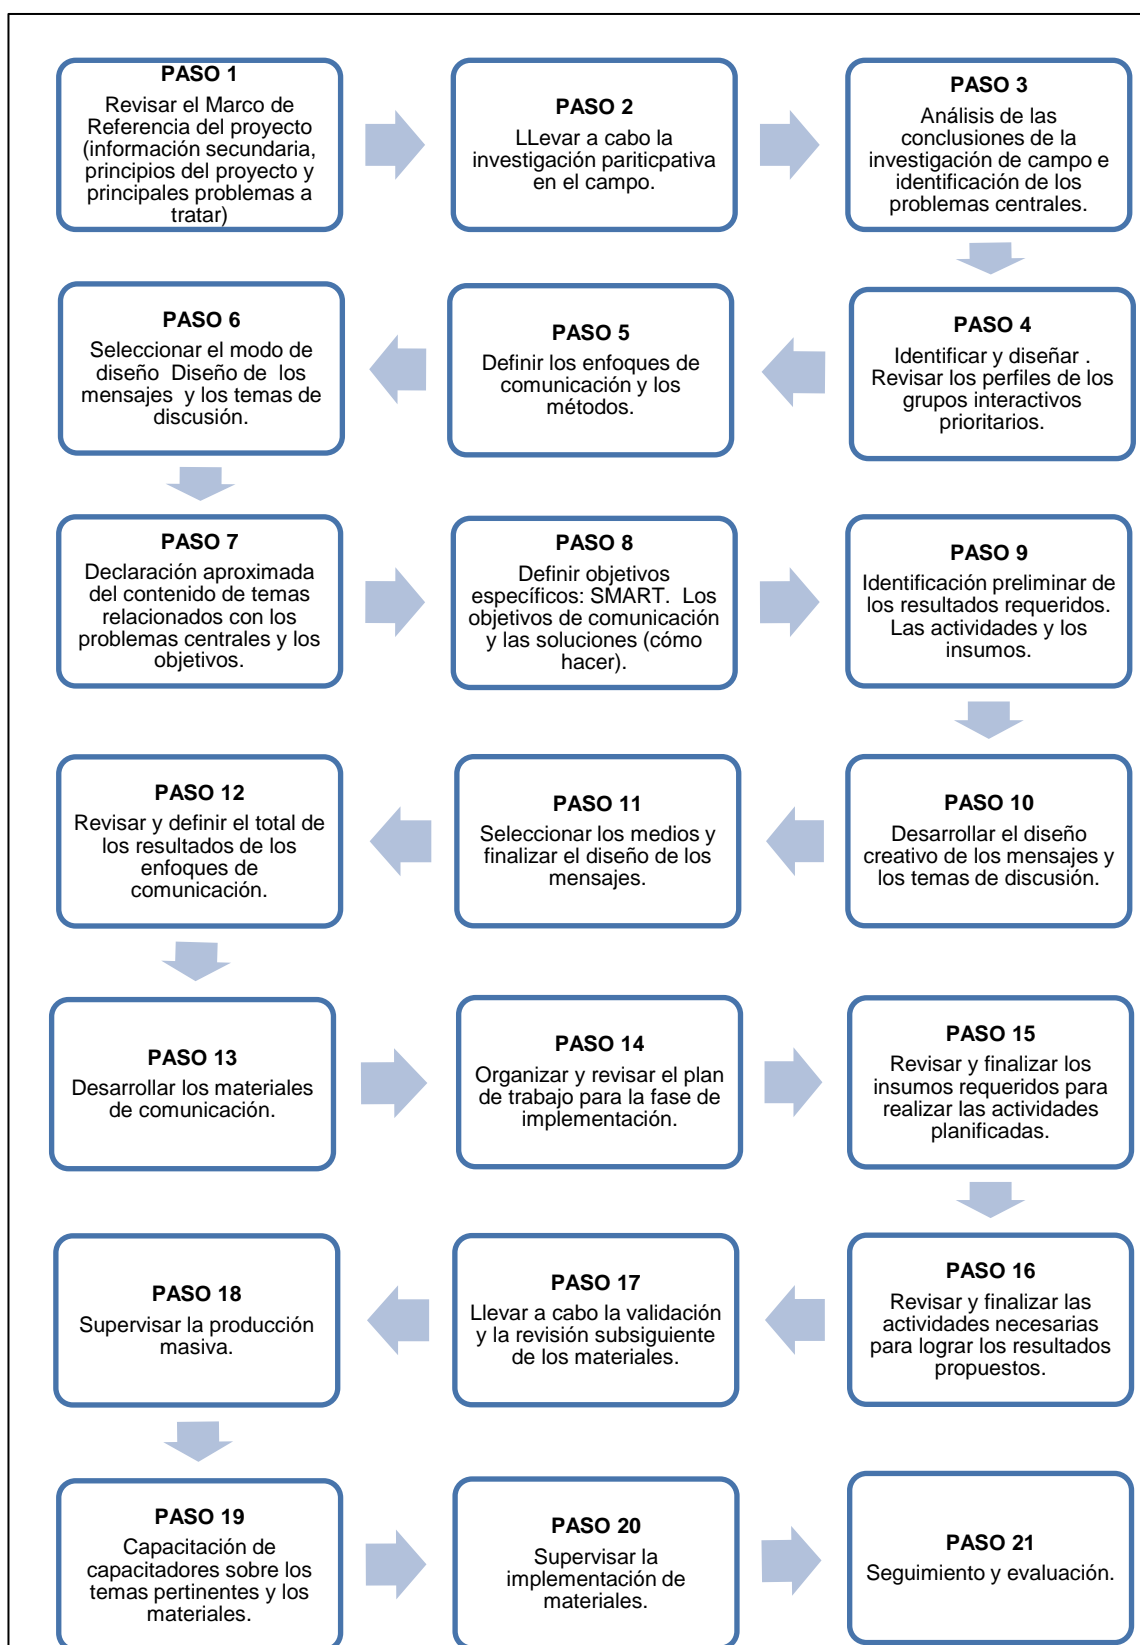 PASO 1
Revisar el Marco de
Referencia del proyecto
(información secundaria,
principios del proyecto y
principales problemas a
tratar)
PASO 2
LLevar a cabo la
investigación pariticpativa
en el campo.
PASO 3
Análisis de las
conclusiones de la
investigación de campo e
identificación de los
problemas centrales.
PASO 4
Identificar y diseñar .
Revisar los perfiles de los
grupos interactivos
prioritarios.
PASO 5
Definir los enfoques de
comunicación y los
métodos.
PASO 6
Seleccionar el modo de
diseño  Diseño de  los
mensajes  y los temas de
discusión.
PASO 7
Declaración aproximada
del contenido de temas
relacionados con los
problemas centrales y los
objetivos.
PASO 8
Definir objetivos
específicos: SMART.  Los
objetivos de comunicación
y las soluciones (cómo
hacer).
PASO 9
Identificación preliminar de
los resultados requeridos.
Las actividades y los
insumos.
PASO 10
Desarrollar el diseño
creativo de los mensajes y
los temas de discusión.
PASO 11
Seleccionar los medios y
finalizar el diseño de los
mensajes.
PASO 12
Revisar y definir el total de
los resultados de los
enfoques de
comunicación.
PASO 13
Desarrollar los materiales
de comunicación.
PASO 14
Organizar y revisar el plan
de trabajo para la fase de
implementación.
PASO 15
Revisar y finalizar los
insumos requeridos para
realizar las actividades
planificadas.
PASO 16
Revisar y finalizar las
actividades necesarias
para lograr los resultados
propuestos.
PASO 17
Llevar a cabo la validación
y la revisión subsiguiente
de los materiales.
PASO 18
Supervisar la producción
masiva.
PASO 19
Capacitación de
capacitadores sobre los
temas pertinentes y los
materiales.
PASO 20
Supervisar la
implementación de
materiales.
PASO 21
Seguimiento y evaluación.